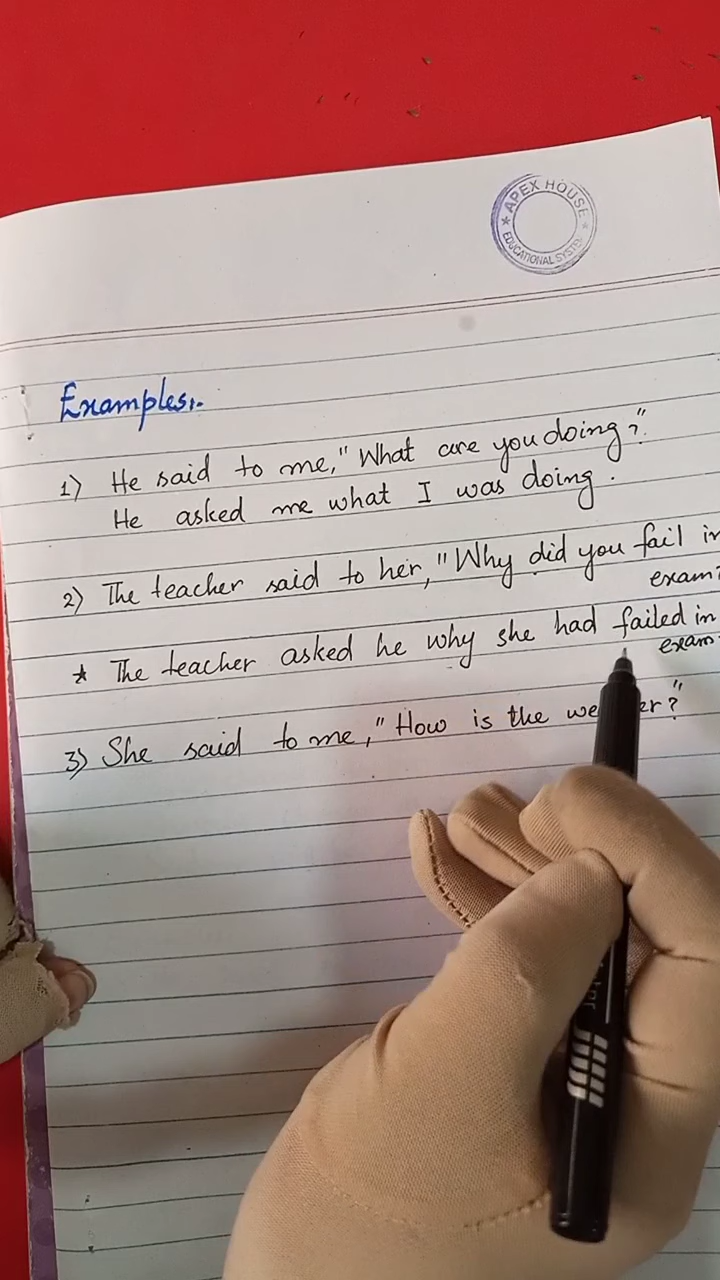 APEX HOUSE
EDUCATIONAL SYSTEM
Examples:.
1) He said to me, "What are you doing?"
He asked me what I was doing.
2) The teacher said to her, "Why did you fail in
exam?
* The teacher asked he why she had failed in
exam.
3) She said to me, "How is the we er?"